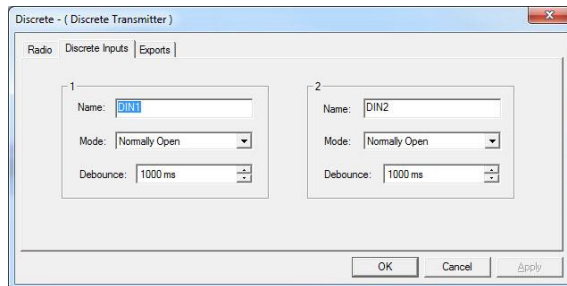 Discrete - ( Discrete Transmitter )
Radio Discrete Inputs Exports
1
Name: DIN1
Mode: Normally Open
Debounce: 1000 ms
2
Name: DIN2
Mode: Normally Open
Debounce: 1000 ms
OK Cancel Apply